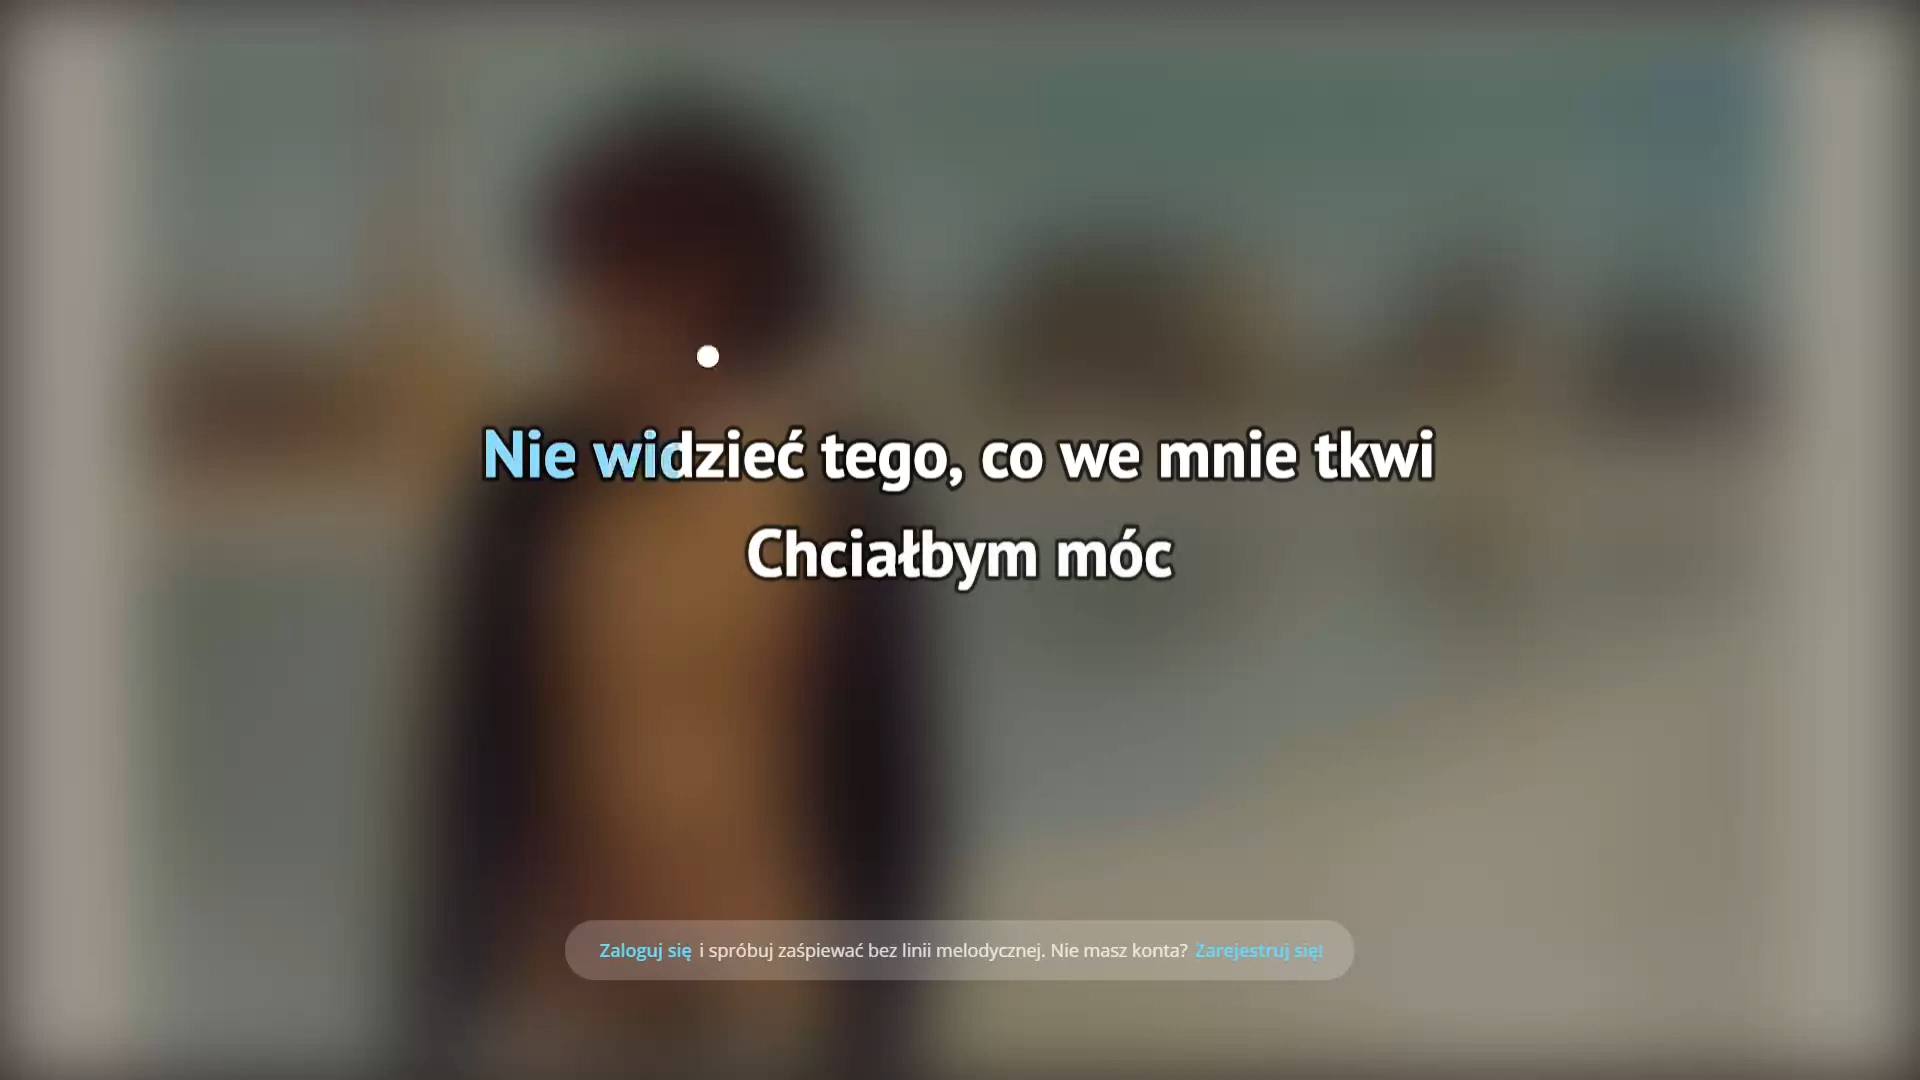 Nie widzieć tego, co we mnie tkwi
Chciałbym móc
Zaloguj się i spróbuj zaśpiewać bez linii melodycznej. Nie masz konta? Zarejestruj się!